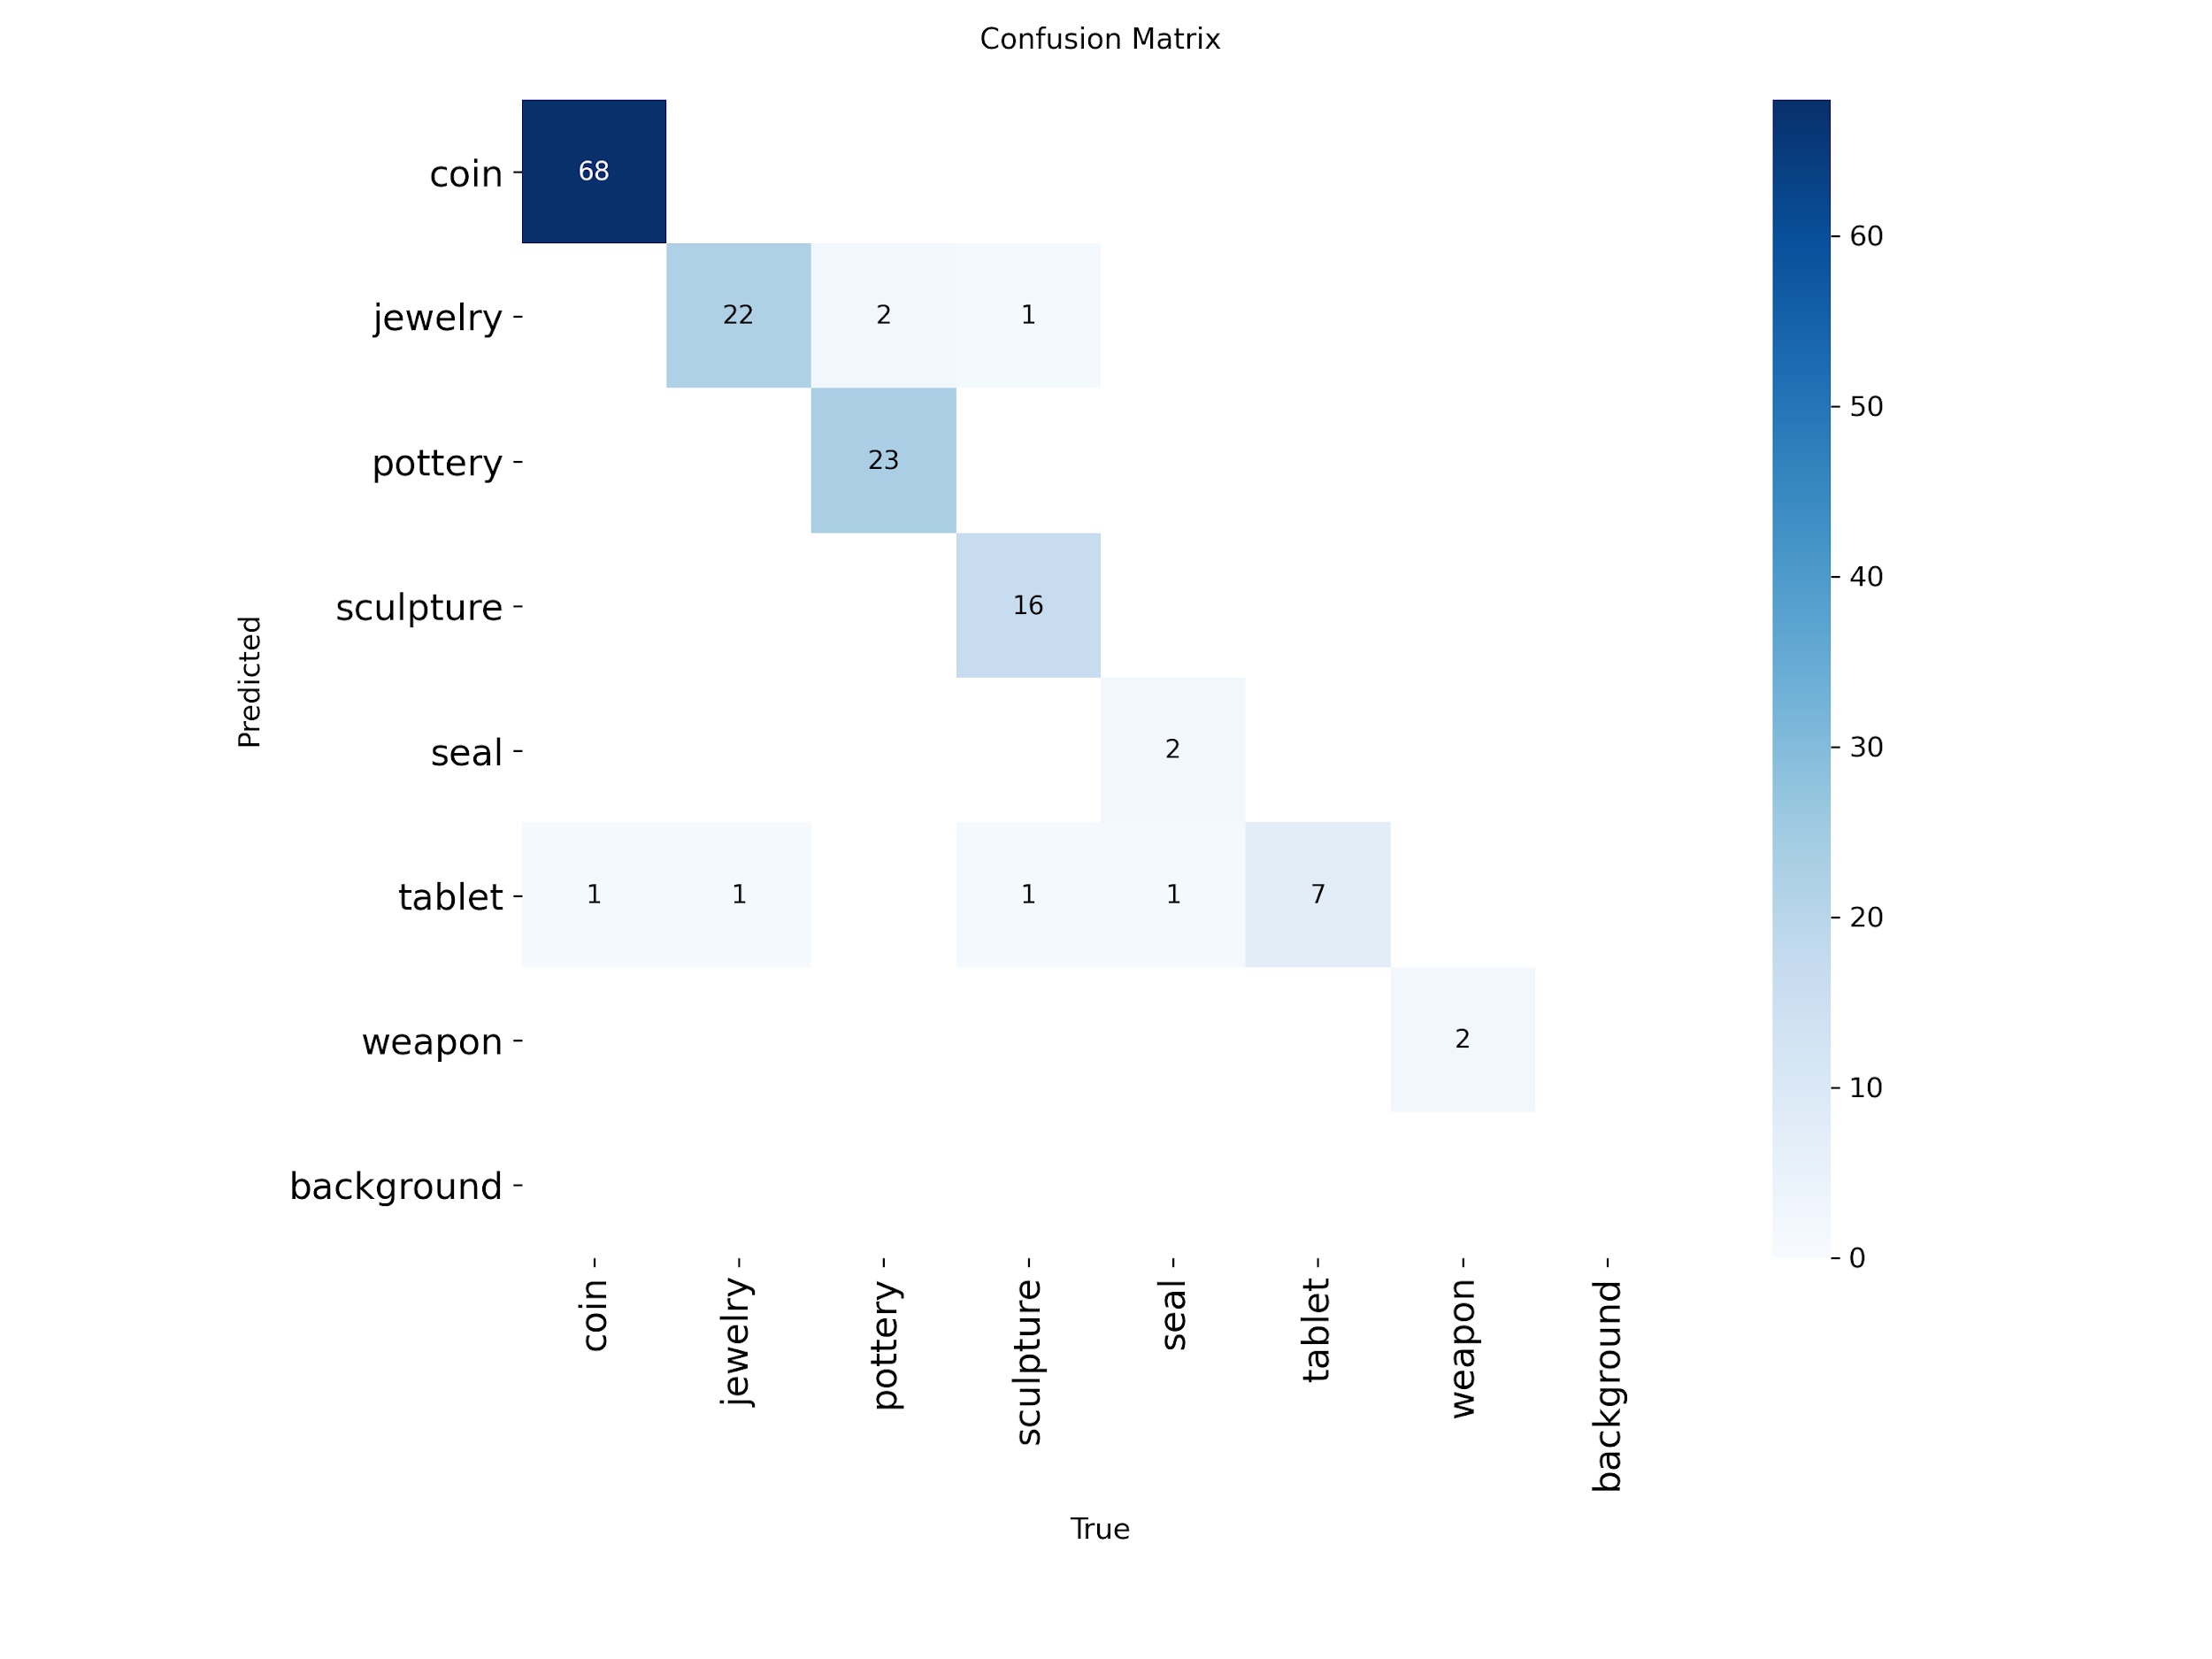 Confusion Matrix
coin
68
60
jewelry
22 2 1
50
pottery
23
40
sculpture
16
Predicted
seal
2
30
tablet
1 1 1 1 7
20
weapon
2
10
background
0
coin jewelry pottery sculpture seal tablet weapon background
True